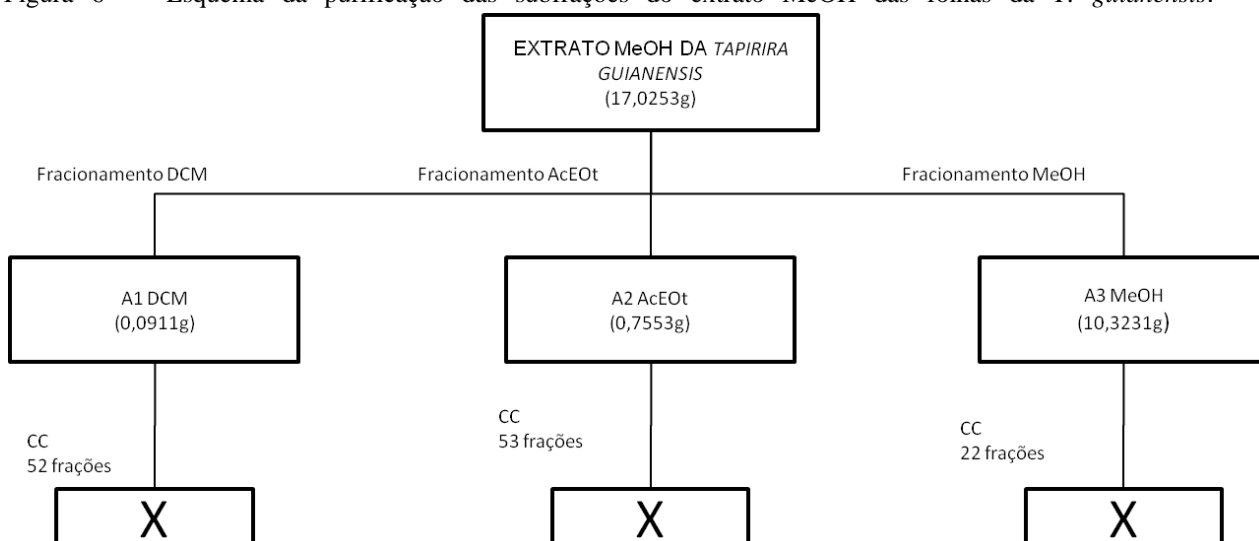 Figura 6 – Esquema da purificação das subfrações do extrato MeOH das folhas da T. guianensis.
EXTRATO MeOH DA TAPIRIRA
GUIANENSIS
(17,0253g)
Fracionamento DCM
Fracionamento AcEOt
Fracionamento MeOH
A1 DCM
(0,0911g)
A2 AcEOt
(0,7553g)
A3 MeOH
(10,3231g)
CC
52 frações
CC
53 frações
CC
22 frações
X
X
X